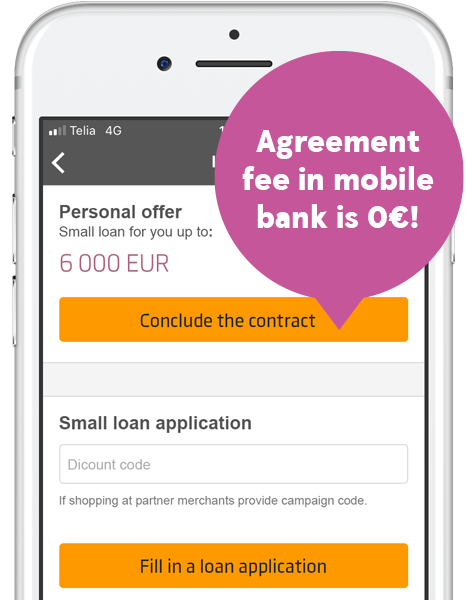 Telia 4G
Agreement
fee in mobile
bank is 0€!
Personal offer
Small loan for you up to:
6 000 EUR
Conclude the contract
Small loan application
Dicount code
If shopping at partner merchants provide campaign code.
Fill in a loan application